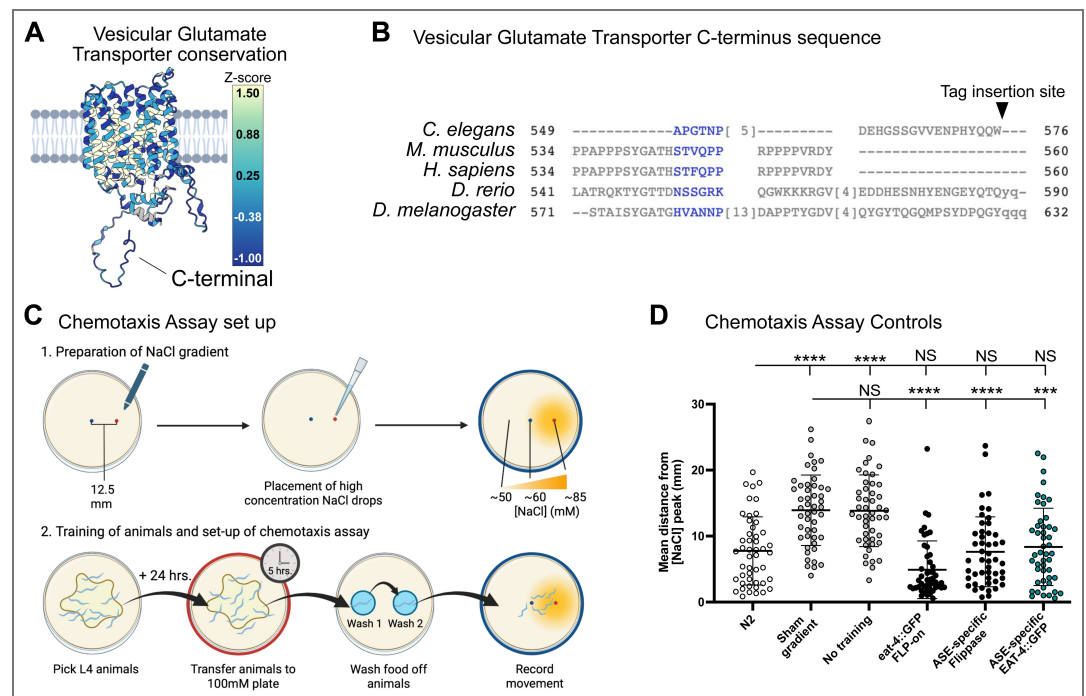 A
Vesicular Glutamate
Transporter conservation
Z-score
1.50
0.88
0.25
-0.38
-1.00
C-terminal
B
Vesicular Glutamate Transporter C-terminus sequence
Tag insertion site
C. elegans 549 ------------APGTNP[ 5]---------- DEHGSSGVVENPHYQQW--- 576
M. musculus 534 PPAPPPSYGATHSTVQPP RPPPPVRDY -------------------- 560
H. sapiens 534 PPAPPPSYGATHSTFQPP RPPPPVRDY -------------------- 560
D. rerio 541 LATRQKTYGTTDNSSGRK QGWKKKRGV[4]EDDHESNHYENGEYQTQyq- 590
D. melanogaster 571 --STAISYGATGHVANNP[13]DAPPTYGDV[4]QYGYTQGQMPSYDPQGYqqq 632
C
Chemotaxis Assay set up
1. Preparation of NaCl gradient
12.5
mm
Placement of high
concentration NaCl drops
~50 ~60 ~85
[NaCl] (mM)
2. Training of animals and set-up of chemotaxis assay
+ 24 hrs.
5 hrs.
Wash 1 Wash 2
Pick L4 animals
Transfer animals to
100mM plate
Wash food off
animals
Record
movement
D
Chemotaxis Assay Controls
**** **** NS NS NS
NS **** **** ***
Mean distance from
[NaCl] peak (mm)
30
20
10
0
N2
Sham
gradient
No training
eat-4::GFP
FLP-on
ASE-specific
Flippase
ASE-specific
EAT-4::GFP